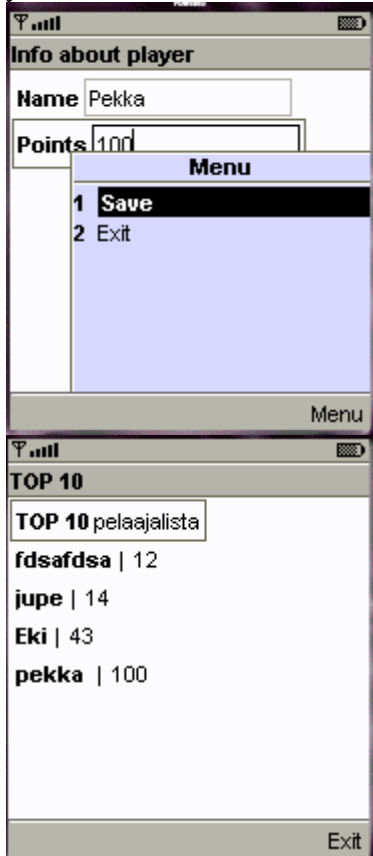 Info about player
Name Pekka
Points 100
Menu
1 Save
2 Exit
Menu
TOP 10
TOP 10 pelaajalista
fdsafdsa | 12
jupe | 14
Eki | 43
pekka | 100
Exit